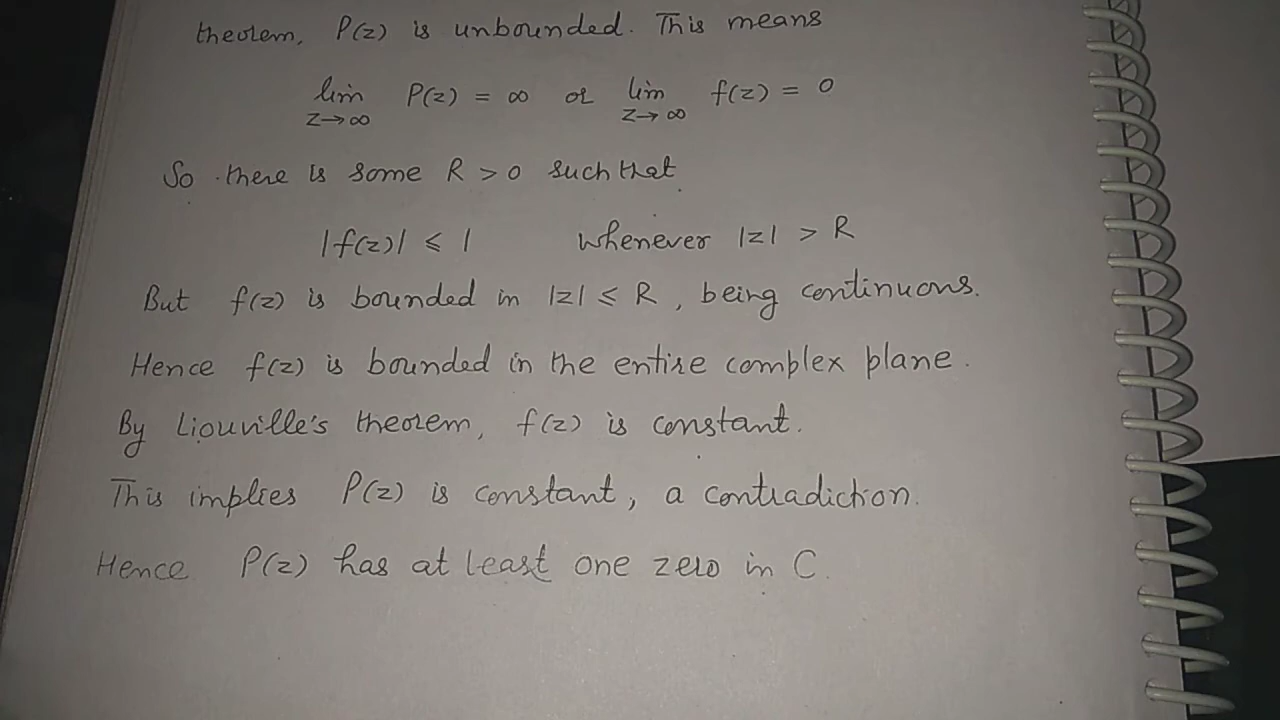 theorem, P(z) is unbounded. This means
lim P(z) = ∞ or lim f(z) = 0
z→∞ z→∞
So there is some R > 0 such that
|f(z)| ≤ 1 whenever |z| > R
But f(z) is bounded in |z| ≤ R, being continuous.
Hence f(z) is bounded in the entire complex plane.
By Liouville's theorem, f(z) is constant.
This implies P(z) is constant, a contradiction.
Hence P(z) has at least one zero in C.